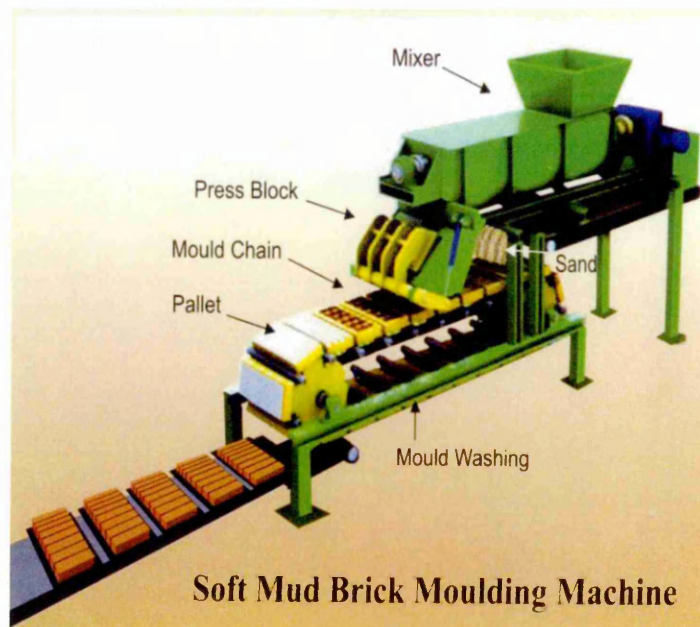 Mixer
Press Block
Mould Chain
Sand
Pallet
Mould Washing
Soft Mud Brick Moulding Machine